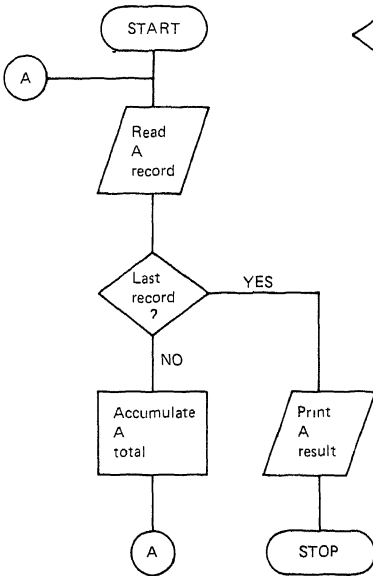 START
A
Read
A
record
Last
record
?
YES
NO
Accumulate
A
total
Print
A
result
A
STOP